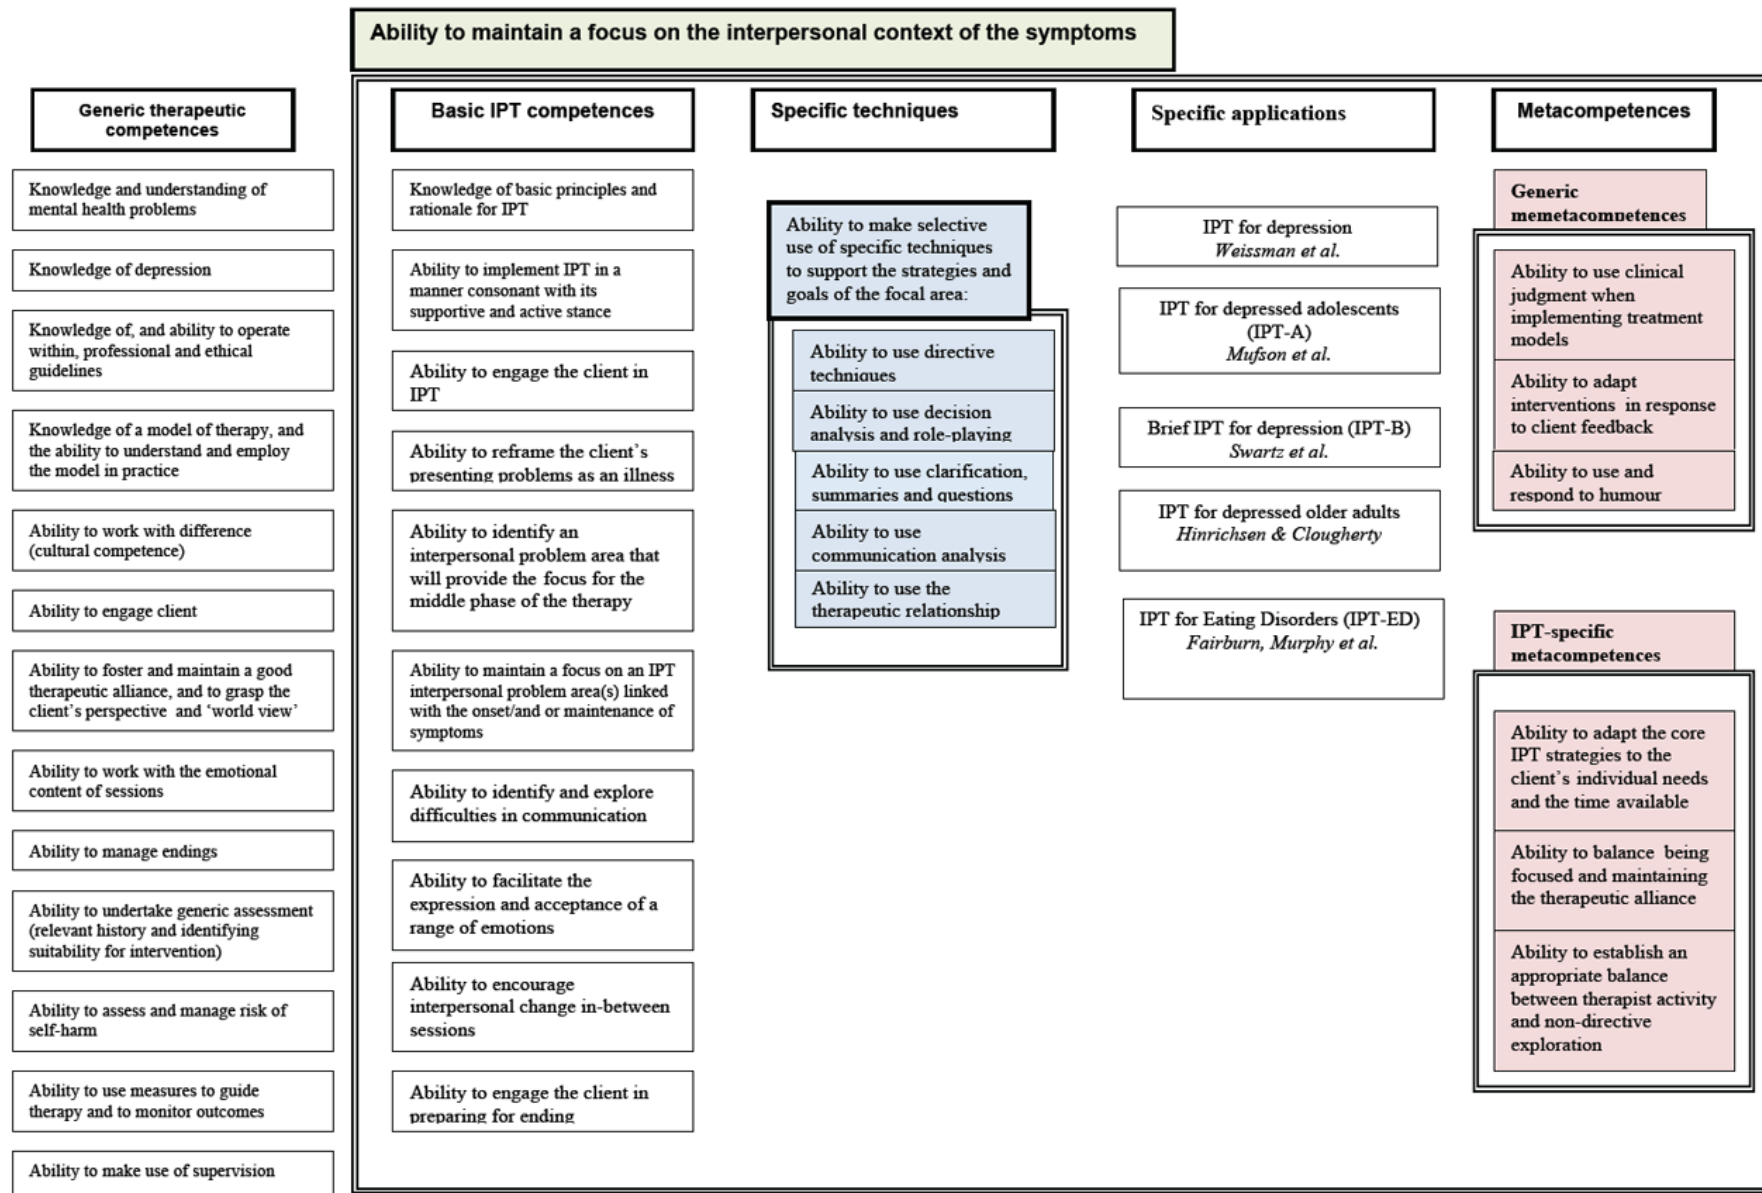 Ability to maintain a focus on the interpersonal context of the symptoms
Generic therapeutic
competences
Knowledge and understanding of
mental health problems
Knowledge of depression
Knowledge of, and ability to operate
within, professional and ethical
guidelines
Knowledge of a model of therapy, and
the ability to understand and employ
the model in practice
Ability to work with difference
(cultural competence)
Ability to engage client
Ability to foster and maintain a good
therapeutic alliance, and to grasp the
client’s perspective and ‘world view’
Ability to work with the emotional
content of sessions
Ability to manage endings
Ability to undertake generic assessment
(relevant history and identifying
suitability for intervention)
Ability to assess and manage risk of
self-harm
Ability to use measures to guide
therapy and to monitor outcomes
Ability to make use of supervision
Basic IPT competences
Knowledge of basic principles and
rationale for IPT
Ability to implement IPT in a
manner consonant with its
supportive and active stance
Ability to engage the client in
IPT
Ability to reframe the client’s
presenting problems as an illness
Ability to identify an
interpersonal problem area that
will provide the focus for the
middle phase of the therapy
Ability to maintain a focus on an IPT
interpersonal problem area(s) linked
with the onset/and or maintenance of
symptoms
Ability to identify and explore
difficulties in communication
Ability to facilitate the
expression and acceptance of a
range of emotions
Ability to encourage
interpersonal change in-between
sessions
Ability to engage the client in
preparing for ending
Specific techniques
Ability to make selective
use of specific techniques
to support the strategies and
goals of the focal area:
Ability to use directive
techniques
Ability to use decision
analysis and role-playing
Ability to use clarification,
summaries and questions
Ability to use
communication analysis
Ability to use the
therapeutic relationship
Specific applications
IPT for depression
Weissman et al.
IPT for depressed adolescents
(IPT-A)
Mufson et al.
Brief IPT for depression (IPT-B)
Swartz et al.
IPT for depressed older adults
Hinrichsen & Clougherty
IPT for Eating Disorders (IPT-ED)
Fairburn, Murphy et al.
Metacompetences
Generic
memetacompetences
Ability to use clinical
judgment when
implementing treatment
models
Ability to adapt
interventions in response
to client feedback
Ability to use and
respond to humour
IPT-specific
metacompetences
Ability to adapt the core
IPT strategies to the
client’s individual needs
and the time available
Ability to balance being
focused and maintaining
the therapeutic alliance
Ability to establish an
appropriate balance
between therapist activity
and non-directive
exploration